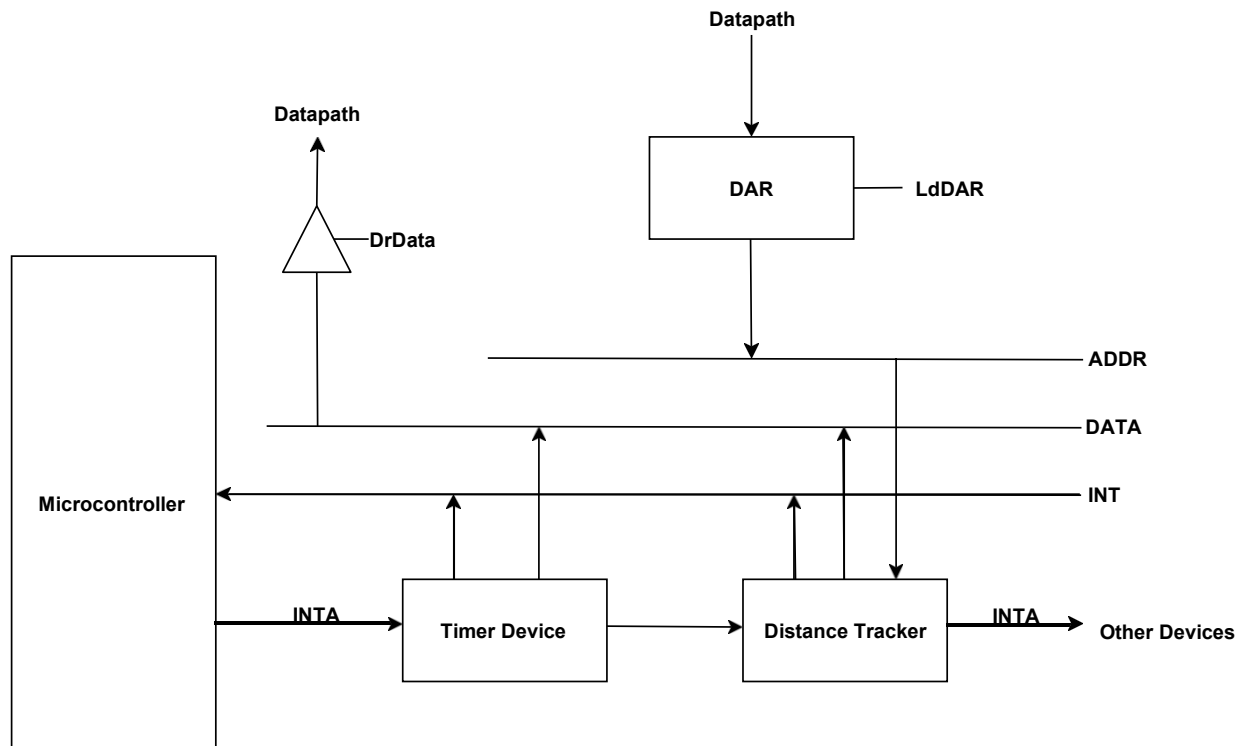 Datapath
Datapath
DAR
LdDAR
DrData
ADDR
DATA
INT
Microcontroller
INTA
Timer Device
Distance Tracker
INTA
Other Devices